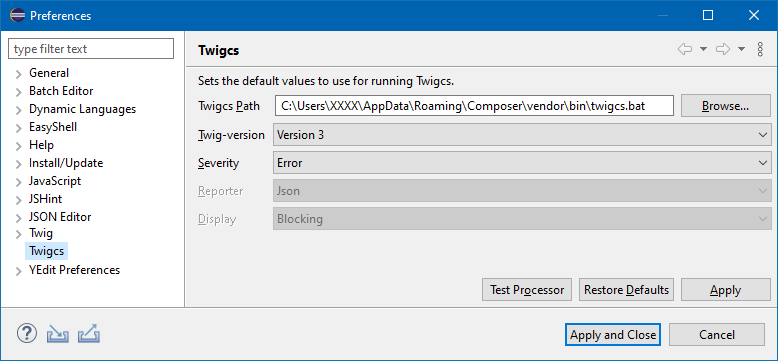 Preferences
type filter text
General
Batch Editor
Dynamic Languages
EasyShell
Help
Install/Update
JavaScript
JSHint
JSON Editor
Twig
Twigcs
YEdit Preferences
Twigcs
Sets the default values to use for running Twigcs.
Twigcs Path C:\Users\XXXX\AppData\Roaming\Composer\vendor\bin\twigcs.bat Browse...
Twig-version Version 3
Severity Error
Reporter Json
Display Blocking
Test Processor Restore Defaults Apply
? Apply and Close Cancel